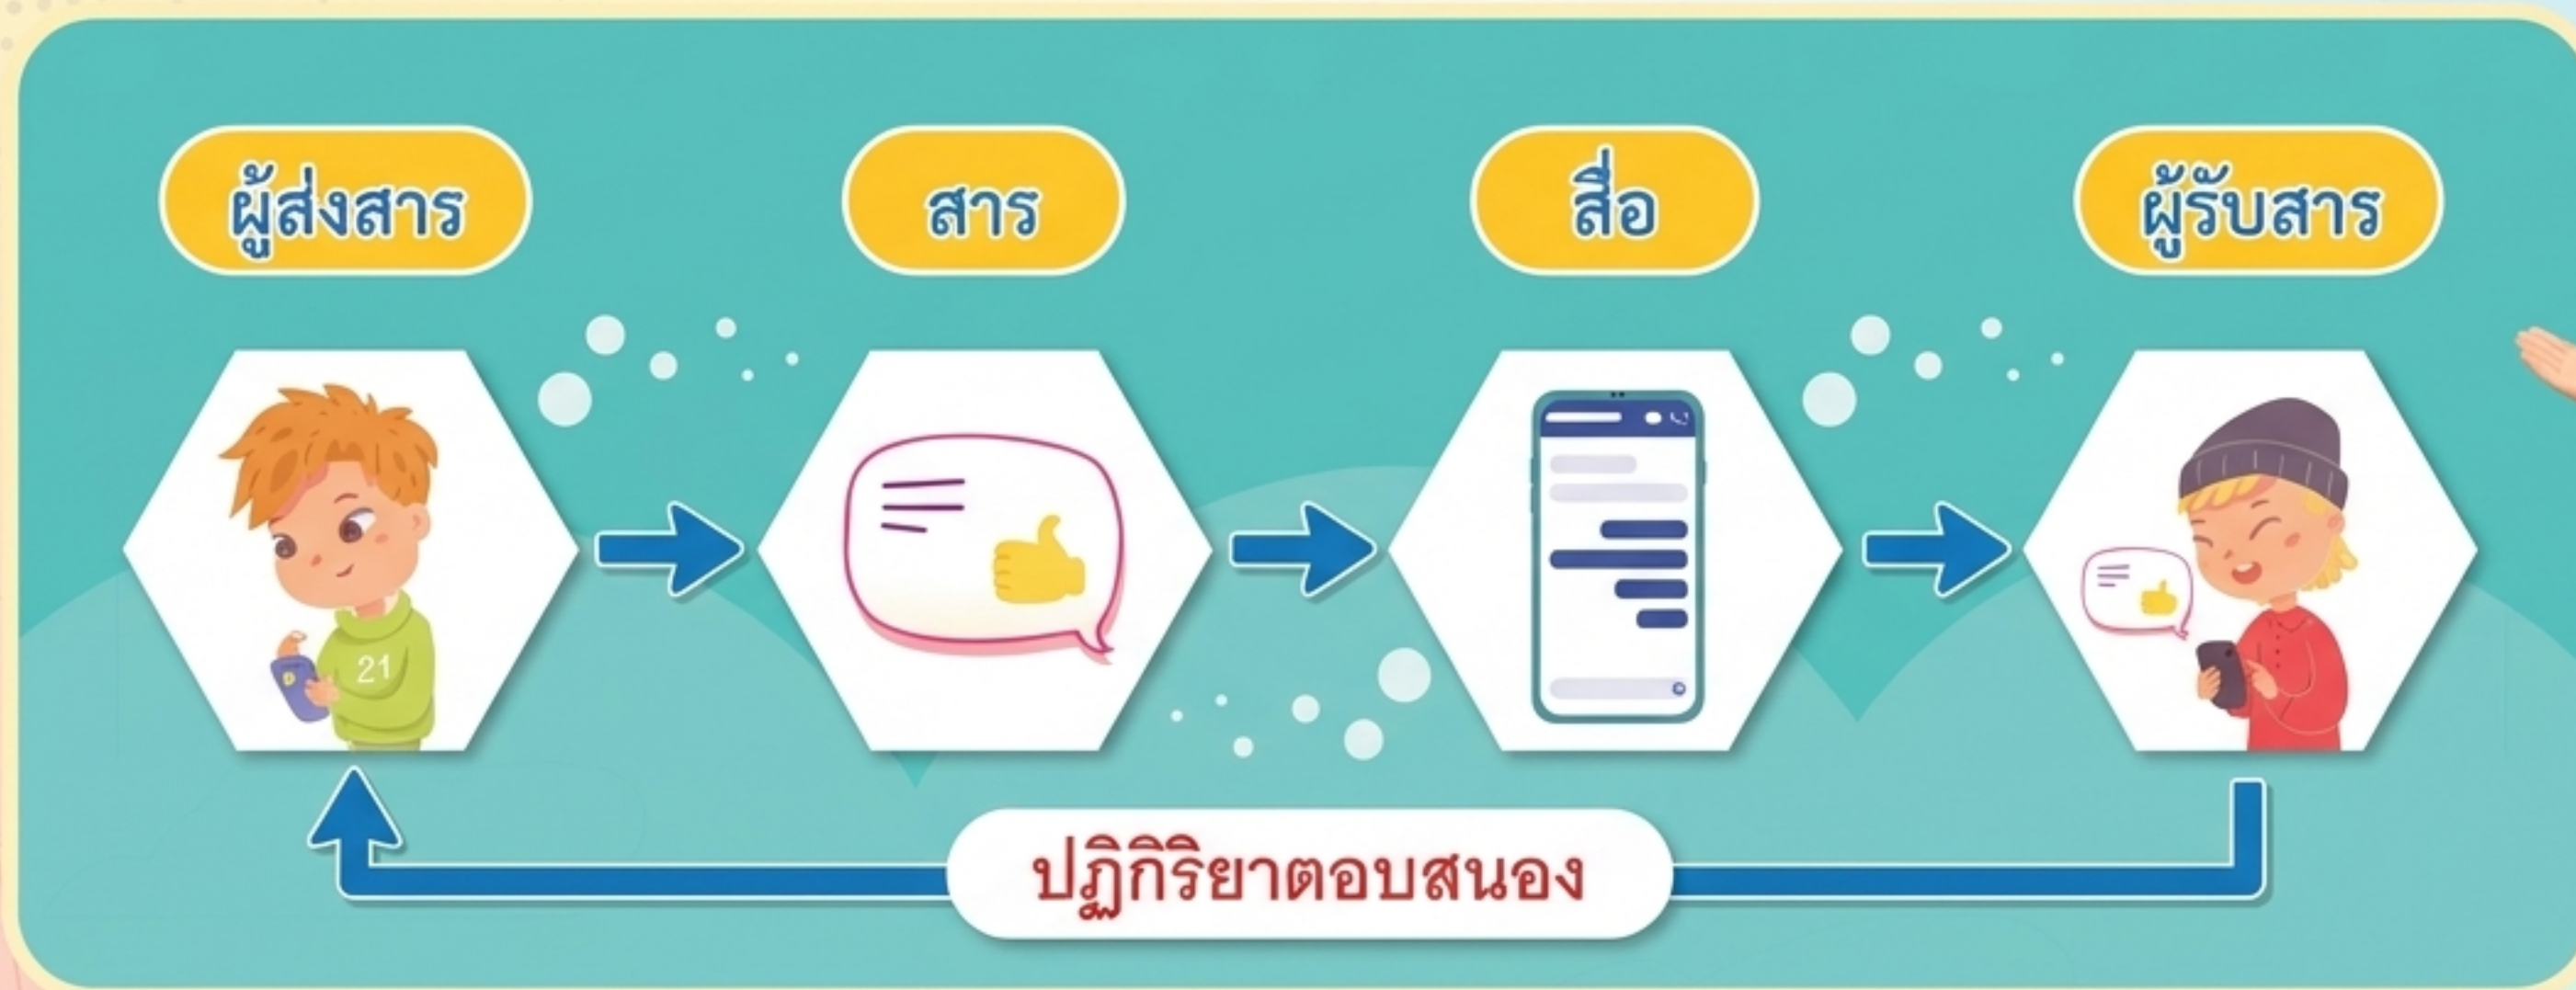 ผู้ส่งสาร
สาร
สื่อ
ผู้รับสาร
21
ปฏิกิริยาตอบสนอง